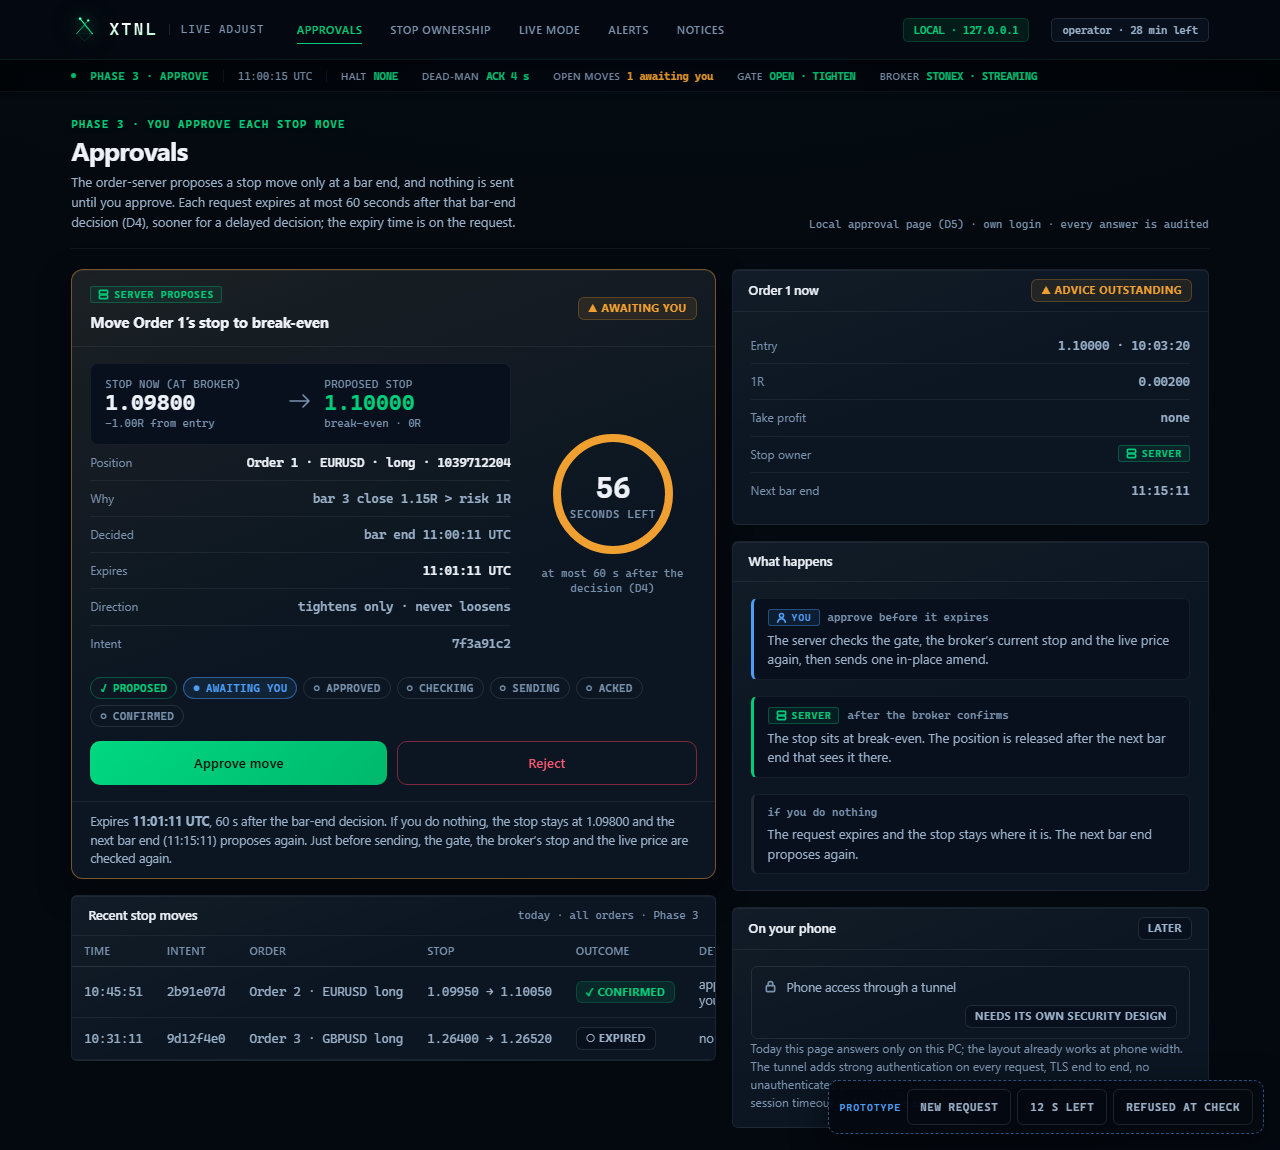 XTNL LIVE ADJUST APPROVALS STOP OWNERSHIP LIVE MODE ALERTS NOTICES LOCAL · 127.0.0.1 operator · 28 min left
PHASE 3 · APPROVE 11:00:15 UTC HALT NONE DEAD-MAN ACK 4 s OPEN MOVES 1 awaiting you GATE OPEN · TIGHTEN BROKER STONEX · STREAMING
PHASE 3 · YOU APPROVE EACH STOP MOVE
Approvals
The order-server proposes a stop move only at a bar end, and nothing is sent
until you approve. Each request expires at most 60 seconds after that bar-end
decision (D4), sooner for a delayed decision; the expiry time is on the request.
Local approval page (D5) · own login · every answer is audited
SERVER PROPOSES
Move Order 1's stop to break-even
AWAITING YOU
STOP NOW (AT BROKER)
1.09800
−1.00R from entry
→
PROPOSED STOP
1.10000
break-even · 0R
Position Order 1 · EURUSD · long · 1039712204
Why bar 3 close 1.15R > risk 1R
Decided bar end 11:00:11 UTC
Expires 11:01:11 UTC
Direction tightens only · never loosens
Intent 7f3a91c2
56
SECONDS LEFT
at most 60 s after the
decision (D4)
✓ PROPOSED AWAITING YOU APPROVED CHECKING SENDING ACKED
CONFIRMED
Approve move Reject
Expires 11:01:11 UTC, 60 s after the bar-end decision. If you do nothing, the stop stays at 1.09800 and the
next bar end (11:15:11) proposes again. Just before sending, the gate, the broker's stop and the live price are
checked again.
Recent stop moves today · all orders · Phase 3
TIME INTENT ORDER STOP OUTCOME
10:45:51 2b91e07d Order 2 · EURUSD long 1.09950 → 1.10050 ✓ CONFIRMED
10:31:11 9d12f4e0 Order 3 · GBPUSD long 1.26400 → 1.26520 EXPIRED no
Order 1 now ADVICE OUTSTANDING
Entry 1.10000 · 10:03:20
1R 0.00200
Take profit none
Stop owner SERVER
Next bar end 11:15:11
What happens
YOU approve before it expires
The server checks the gate, the broker's current stop and the live price
again, then sends one in-place amend.
SERVER after the broker confirms
The stop sits at break-even. The position is released after the next bar
end that sees it there.
if you do nothing
The request expires and the stop stays where it is. The next bar end
proposes again.
On your phone LATER
Phone access through a tunnel
NEEDS ITS OWN SECURITY DESIGN
Today this page answers only on this PC; the layout already works at phone width.
The tunnel adds strong authentication on every request, TLS end to end, no
unauthenticate
session timeou
PROTOTYPE NEW REQUEST 12 S LEFT REFUSED AT CHECK